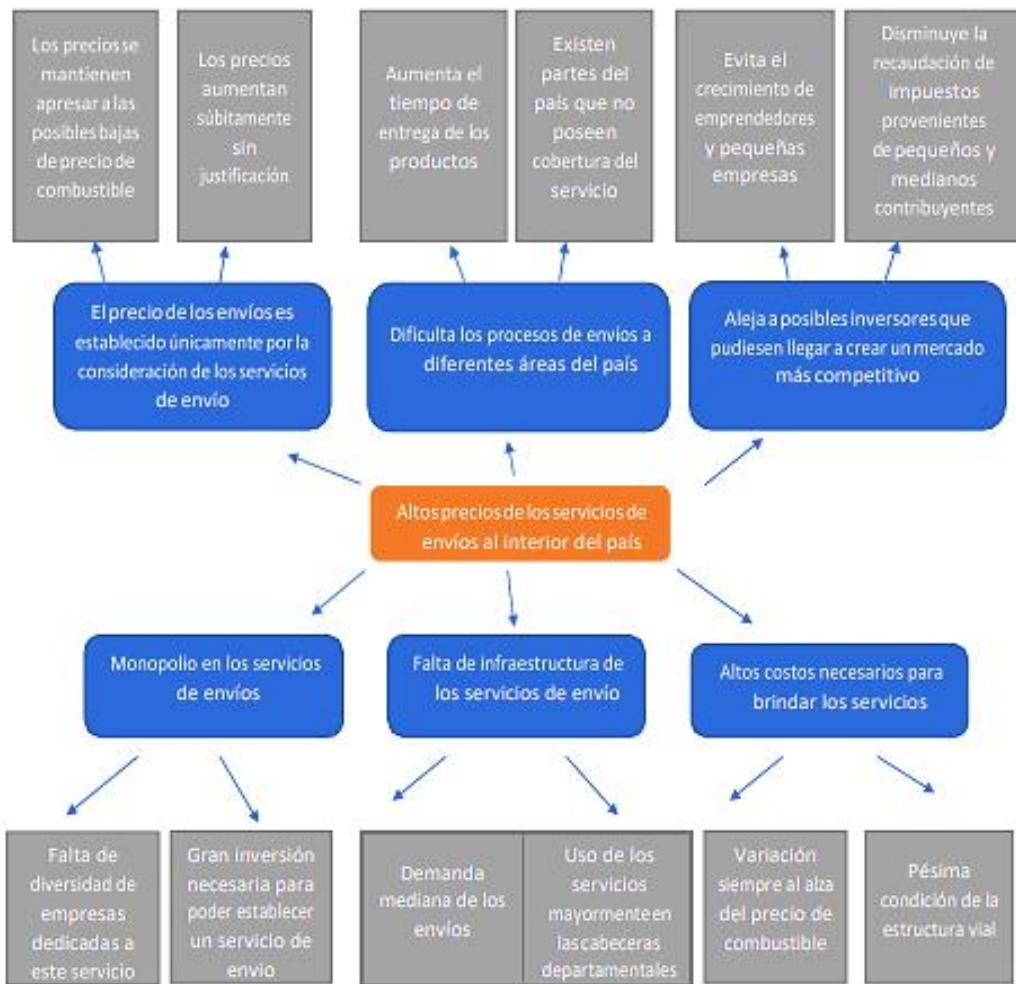 Los precios se
mantienen
apresar a las
posibles bajas
de precio de
combustible
Los precios
aumentan
súbitamente
sin
justificación
Aumenta el
tiempo de
entrega de los
productos
Existen
partes del
país que no
poseen
cobertura del
servicio
Evita el
crecimiento de
emprendedores
y pequeñas
empresas
Disminuye la
recaudación de
impuestos
provenientes
de pequeños y
medianos
contribuyentes
El precio de los envíos es
establecido únicamente por la
consideración de los servicios
de envío
Dificulta los procesos de envíos a
diferentes áreas del país
Aleja a posibles inversores que
pudiesen llegar a crear un mercado
más competitivo
Altos precios de los servicios de
envíos al interior del país
Monopolio en los servicios
de envíos
Falta de infraestructura de
los servicios de envío
Altos costos necesarios para
brindar los servicios
Falta de
diversidad de
empresas
dedicadas a
este servicio
Gran inversión
necesaria para
poder establecer
un servicio de
envio
Demanda
mediana de los
envíos
Uso de los
servicios
mayormente en
las cabeceras
departamentales
Variación
siempre al alza
del precio de
combustible
Pésima
condición de la
estructura vial